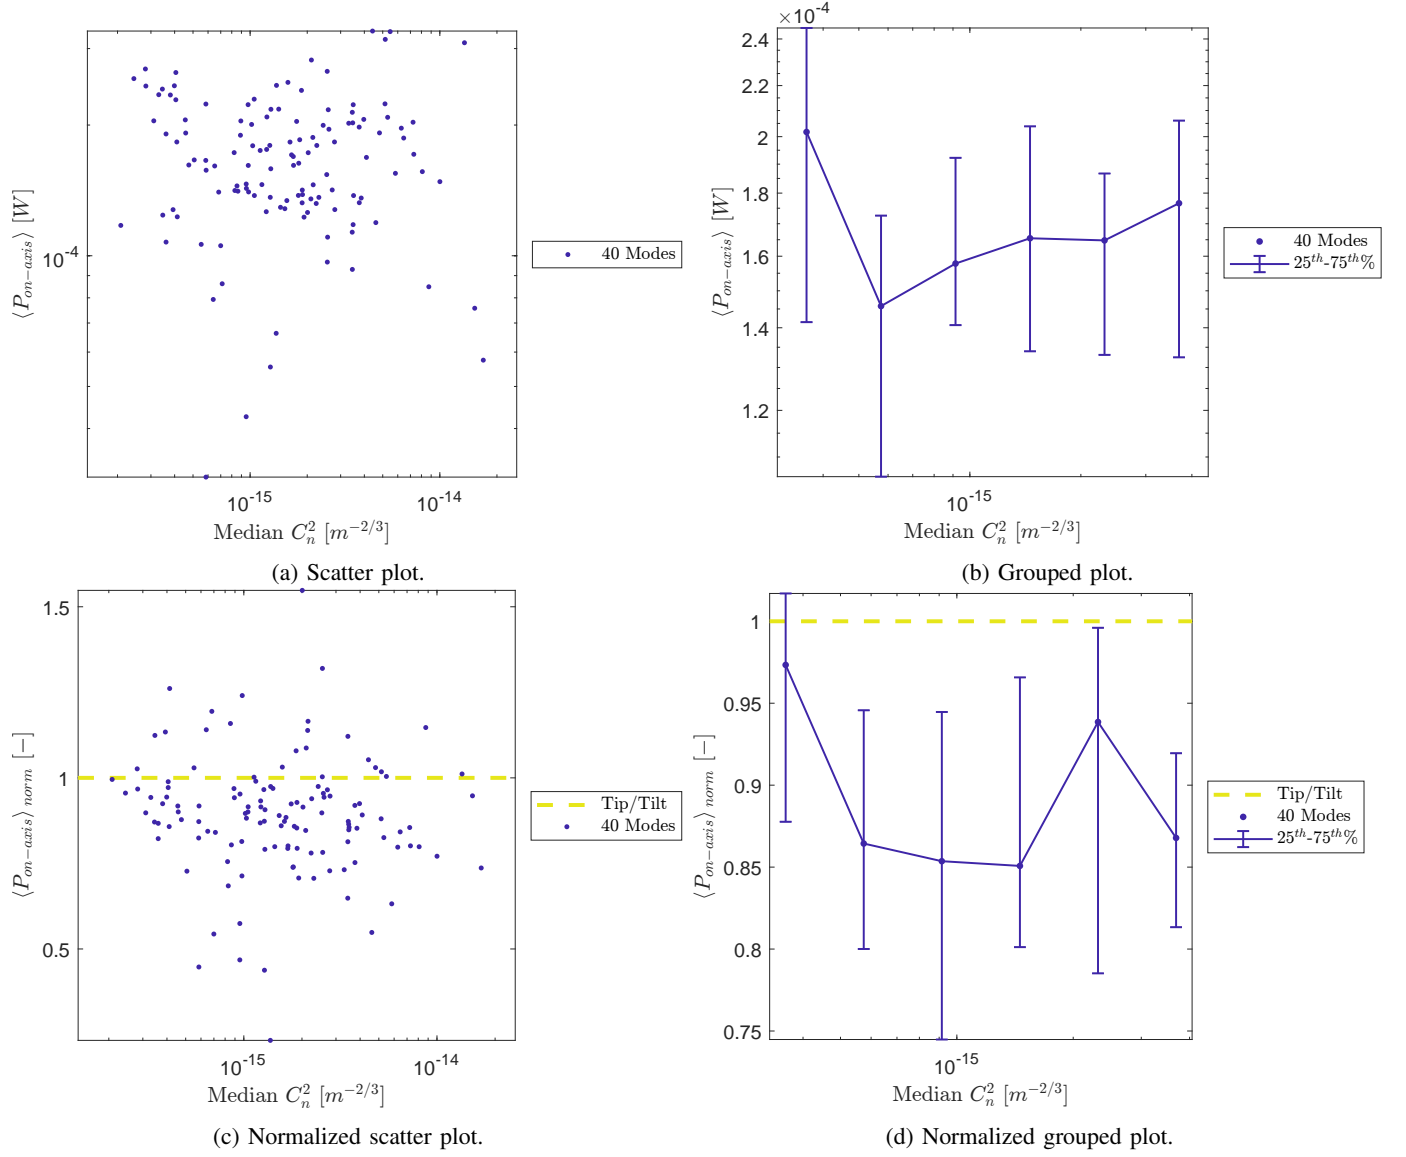 ×10⁻⁴
10⁻⁴
⟨P_{on−axis}⟩ [W]
10⁻¹⁵ 10⁻¹⁴
Median C_n^2 [m^{−2/3}]
40 Modes
(a) Scatter plot.
2.4
2.2
2
1.8
1.6
1.4
1.2
⟨P_{on−axis}⟩ [W]
10⁻¹⁵
Median C_n^2 [m^{−2/3}]
40 Modes
25^{th}-75^{th}%
(b) Grouped plot.
1.5
1
0.5
⟨P_{on−axis}⟩_{norm} [−]
10⁻¹⁵ 10⁻¹⁴
Median C_n^2 [m^{−2/3}]
Tip/Tilt
40 Modes
(c) Normalized scatter plot.
1
0.95
0.9
0.85
0.8
0.75
⟨P_{on−axis}⟩_{norm} [−]
10⁻¹⁵
Median C_n^2 [m^{−2/3}]
Tip/Tilt
40 Modes
25^{th}-75^{th}%
(d) Normalized grouped plot.